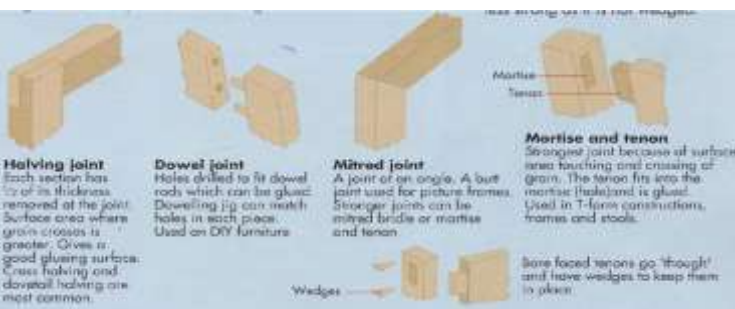 less strong as it is not wedged.
Mortise
Tenon
Halving joint
Each section has
½ of its thickness
removed at the joint.
Surface area where
grain crosses is
greater. Gives a
good glueing surface.
Cross halving and
dovetail halving are
most common.
Dowel joint
Holes drilled to fit dowel
rods which can be glued.
Dowelling jig can match
holes in each piece.
Used on DIY furniture
Mitred joint
A joint at an angle. A butt
joint used for picture frames.
Stronger joints can be
mitred bridle or mortise
and tenon
Mortise and tenon
Strongest joint because of surface
area touching and crossing of
grain. The tenon fits into the
mortise (hole) and is glued.
Used in T-form constructions,
frames and stools.
Wedges
Bare faced tenons go 'though'
and have wedges to keep them
in place